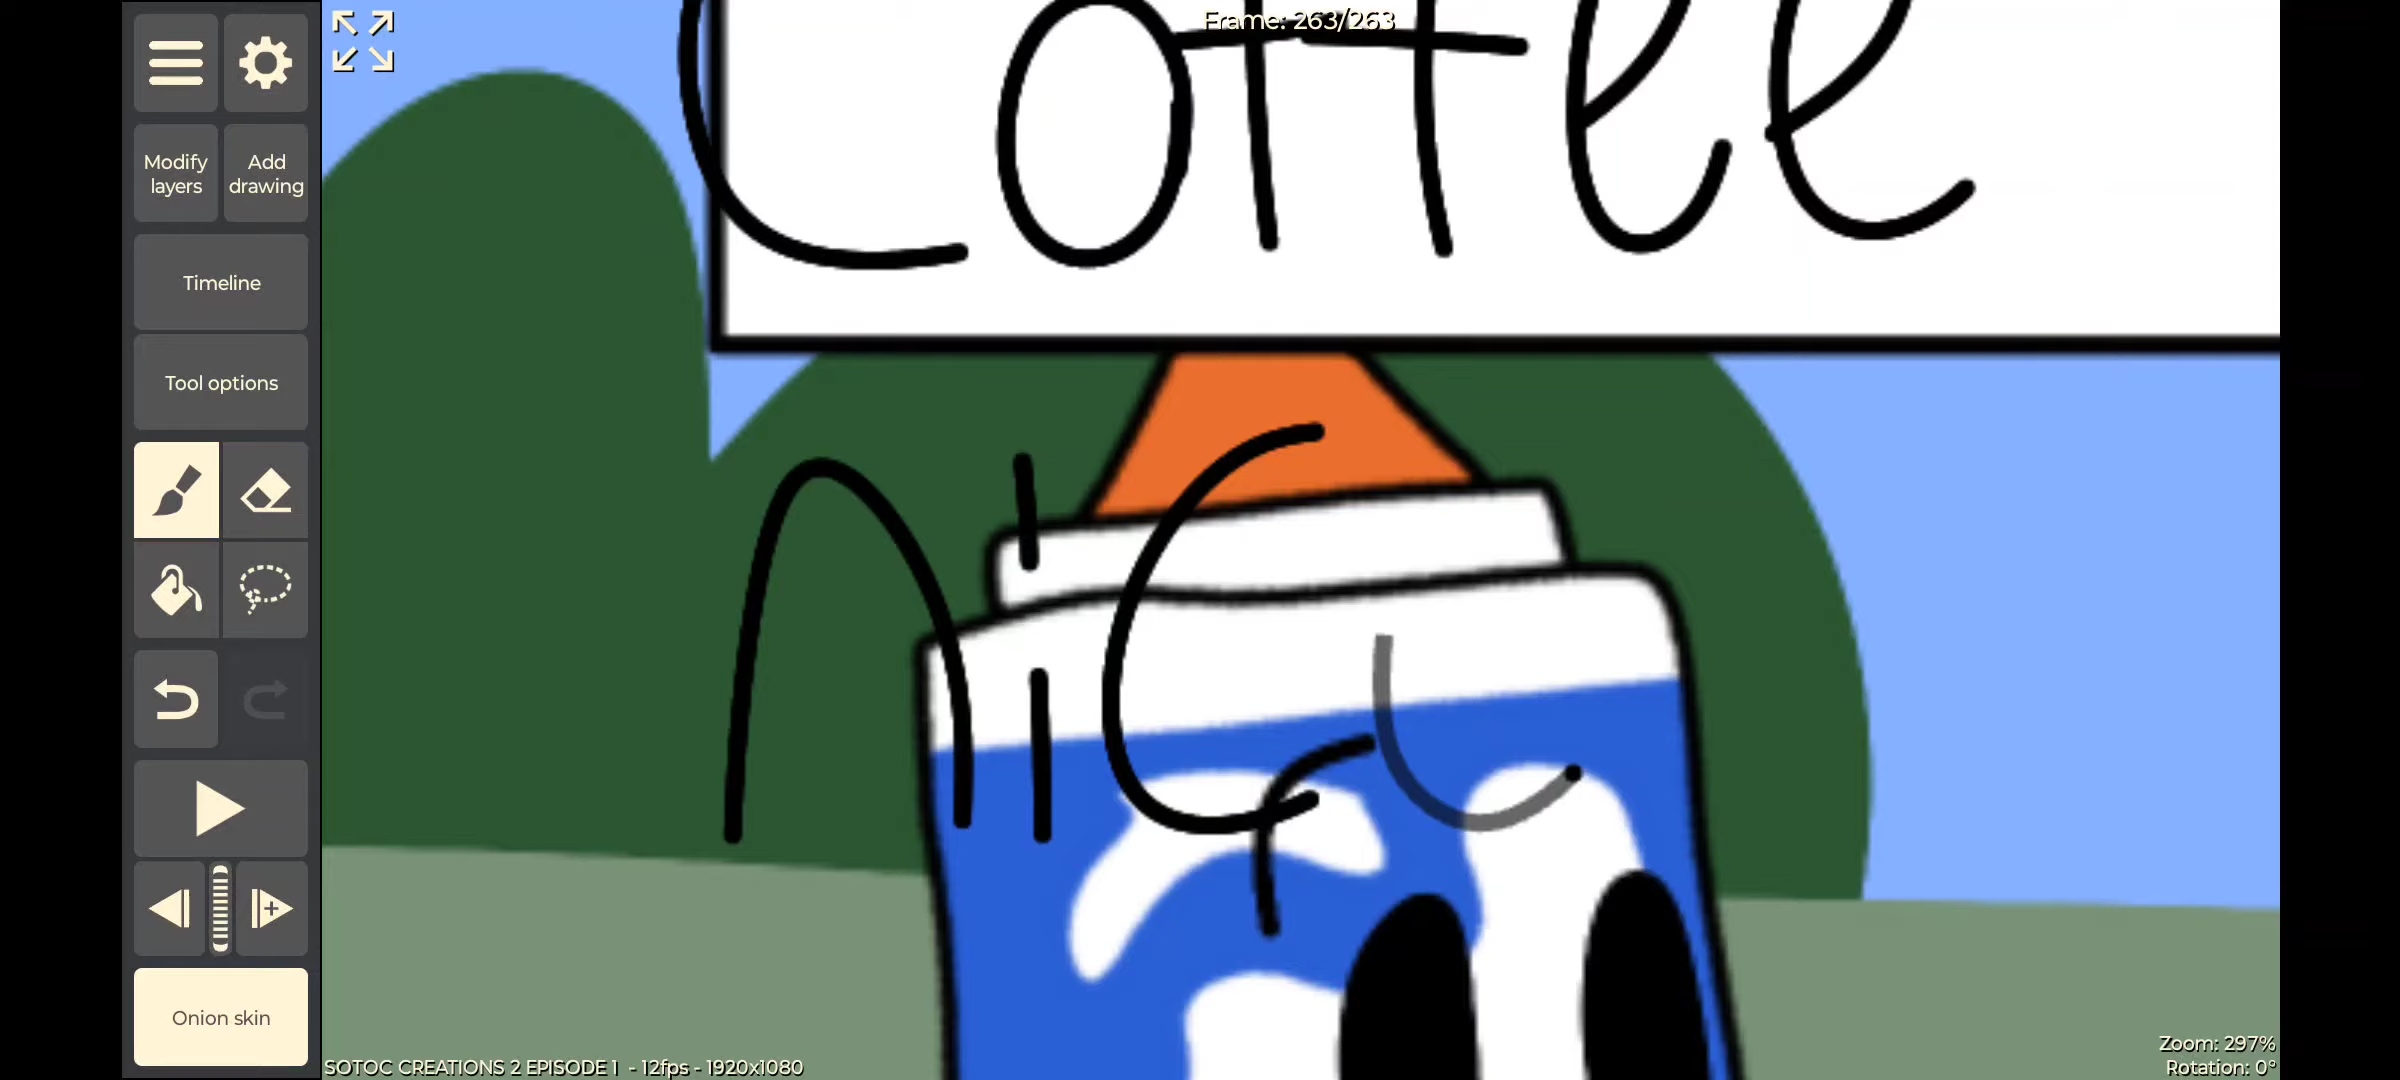 Frame: 263/263
Coffee
Modify layers
Add drawing
Timeline
Tool options
Onion skin
SOTOC CREATIONS 2 EPISODE 1 - 12fps - 1920x1080
Zoom: 297%
Rotation: 0°